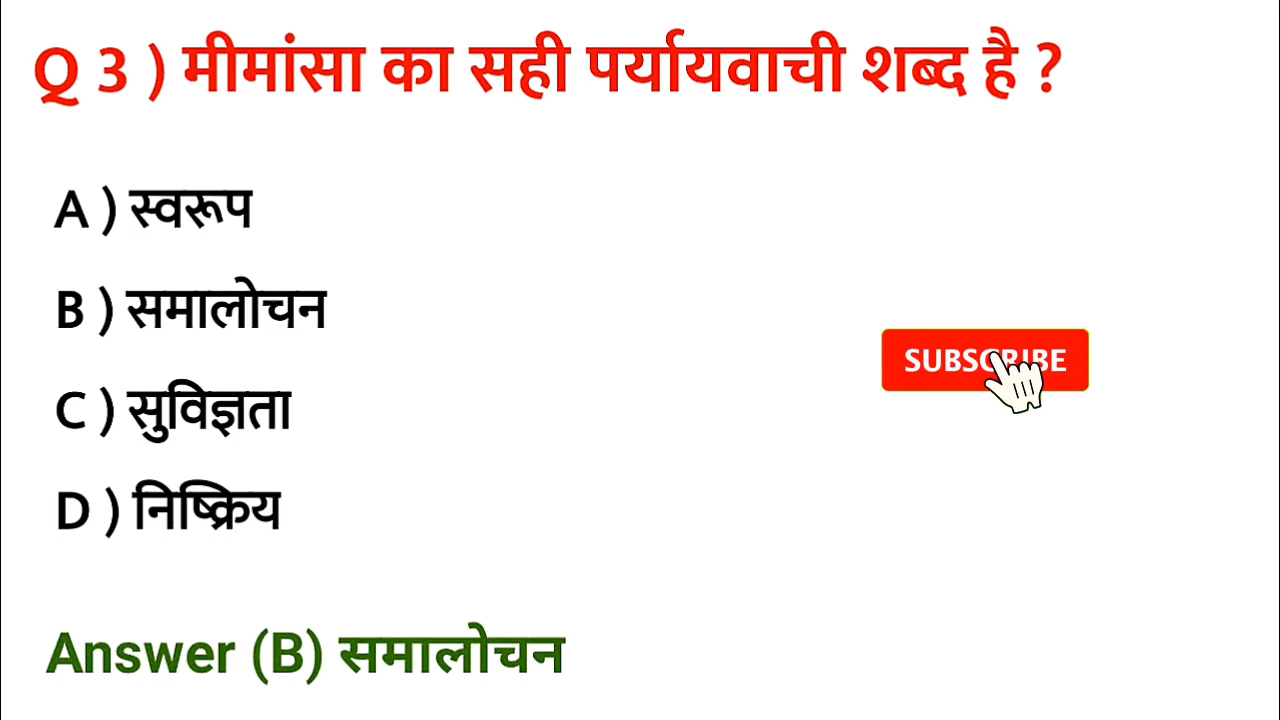 Q 3 ) मीमांसा का सही पर्यायवाची शब्द है ?
A ) स्वरूप
B ) समालोचन
SUBSCRIBE
C ) सुविज्ञता
D ) निष्क्रिय
Answer (B) समालोचन